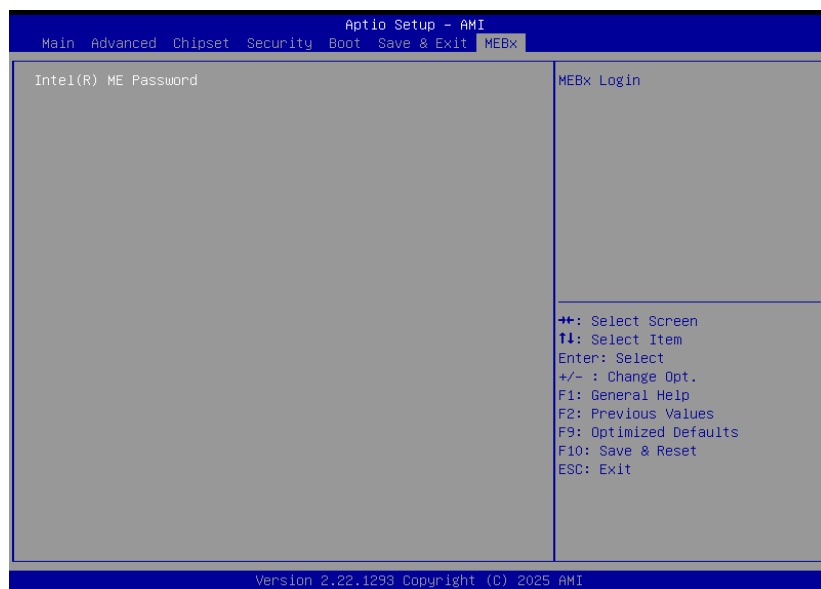 Aptio Setup – AMI
Main Advanced Chipset Security Boot Save & Exit MEBx
Intel(R) ME Password
MEBx Login
→←: Select Screen
↑↓: Select Item
Enter: Select
+/- : Change Opt.
F1: General Help
F2: Previous Values
F9: Optimized Defaults
F10: Save & Reset
ESC: Exit
Version 2.22.1293 Copyright (C) 2025 AMI